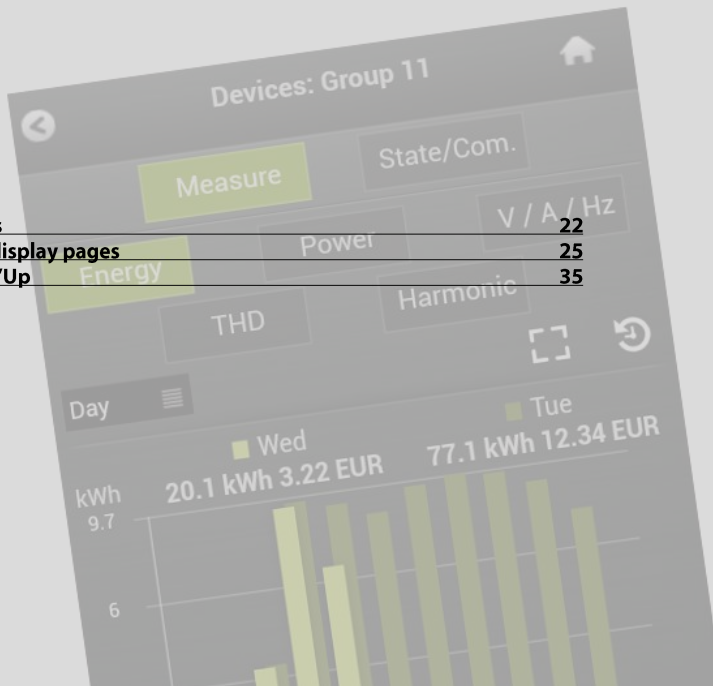 Devices: Group 11
Measure State/Com.
s 22
Energy Power V / A / Hz
display pages 25
/Up 35
THD Harmonic
Day
Wed Tue
20.1 kWh 3.22 EUR 77.1 kWh 12.34 EUR
kWh
9.7
6